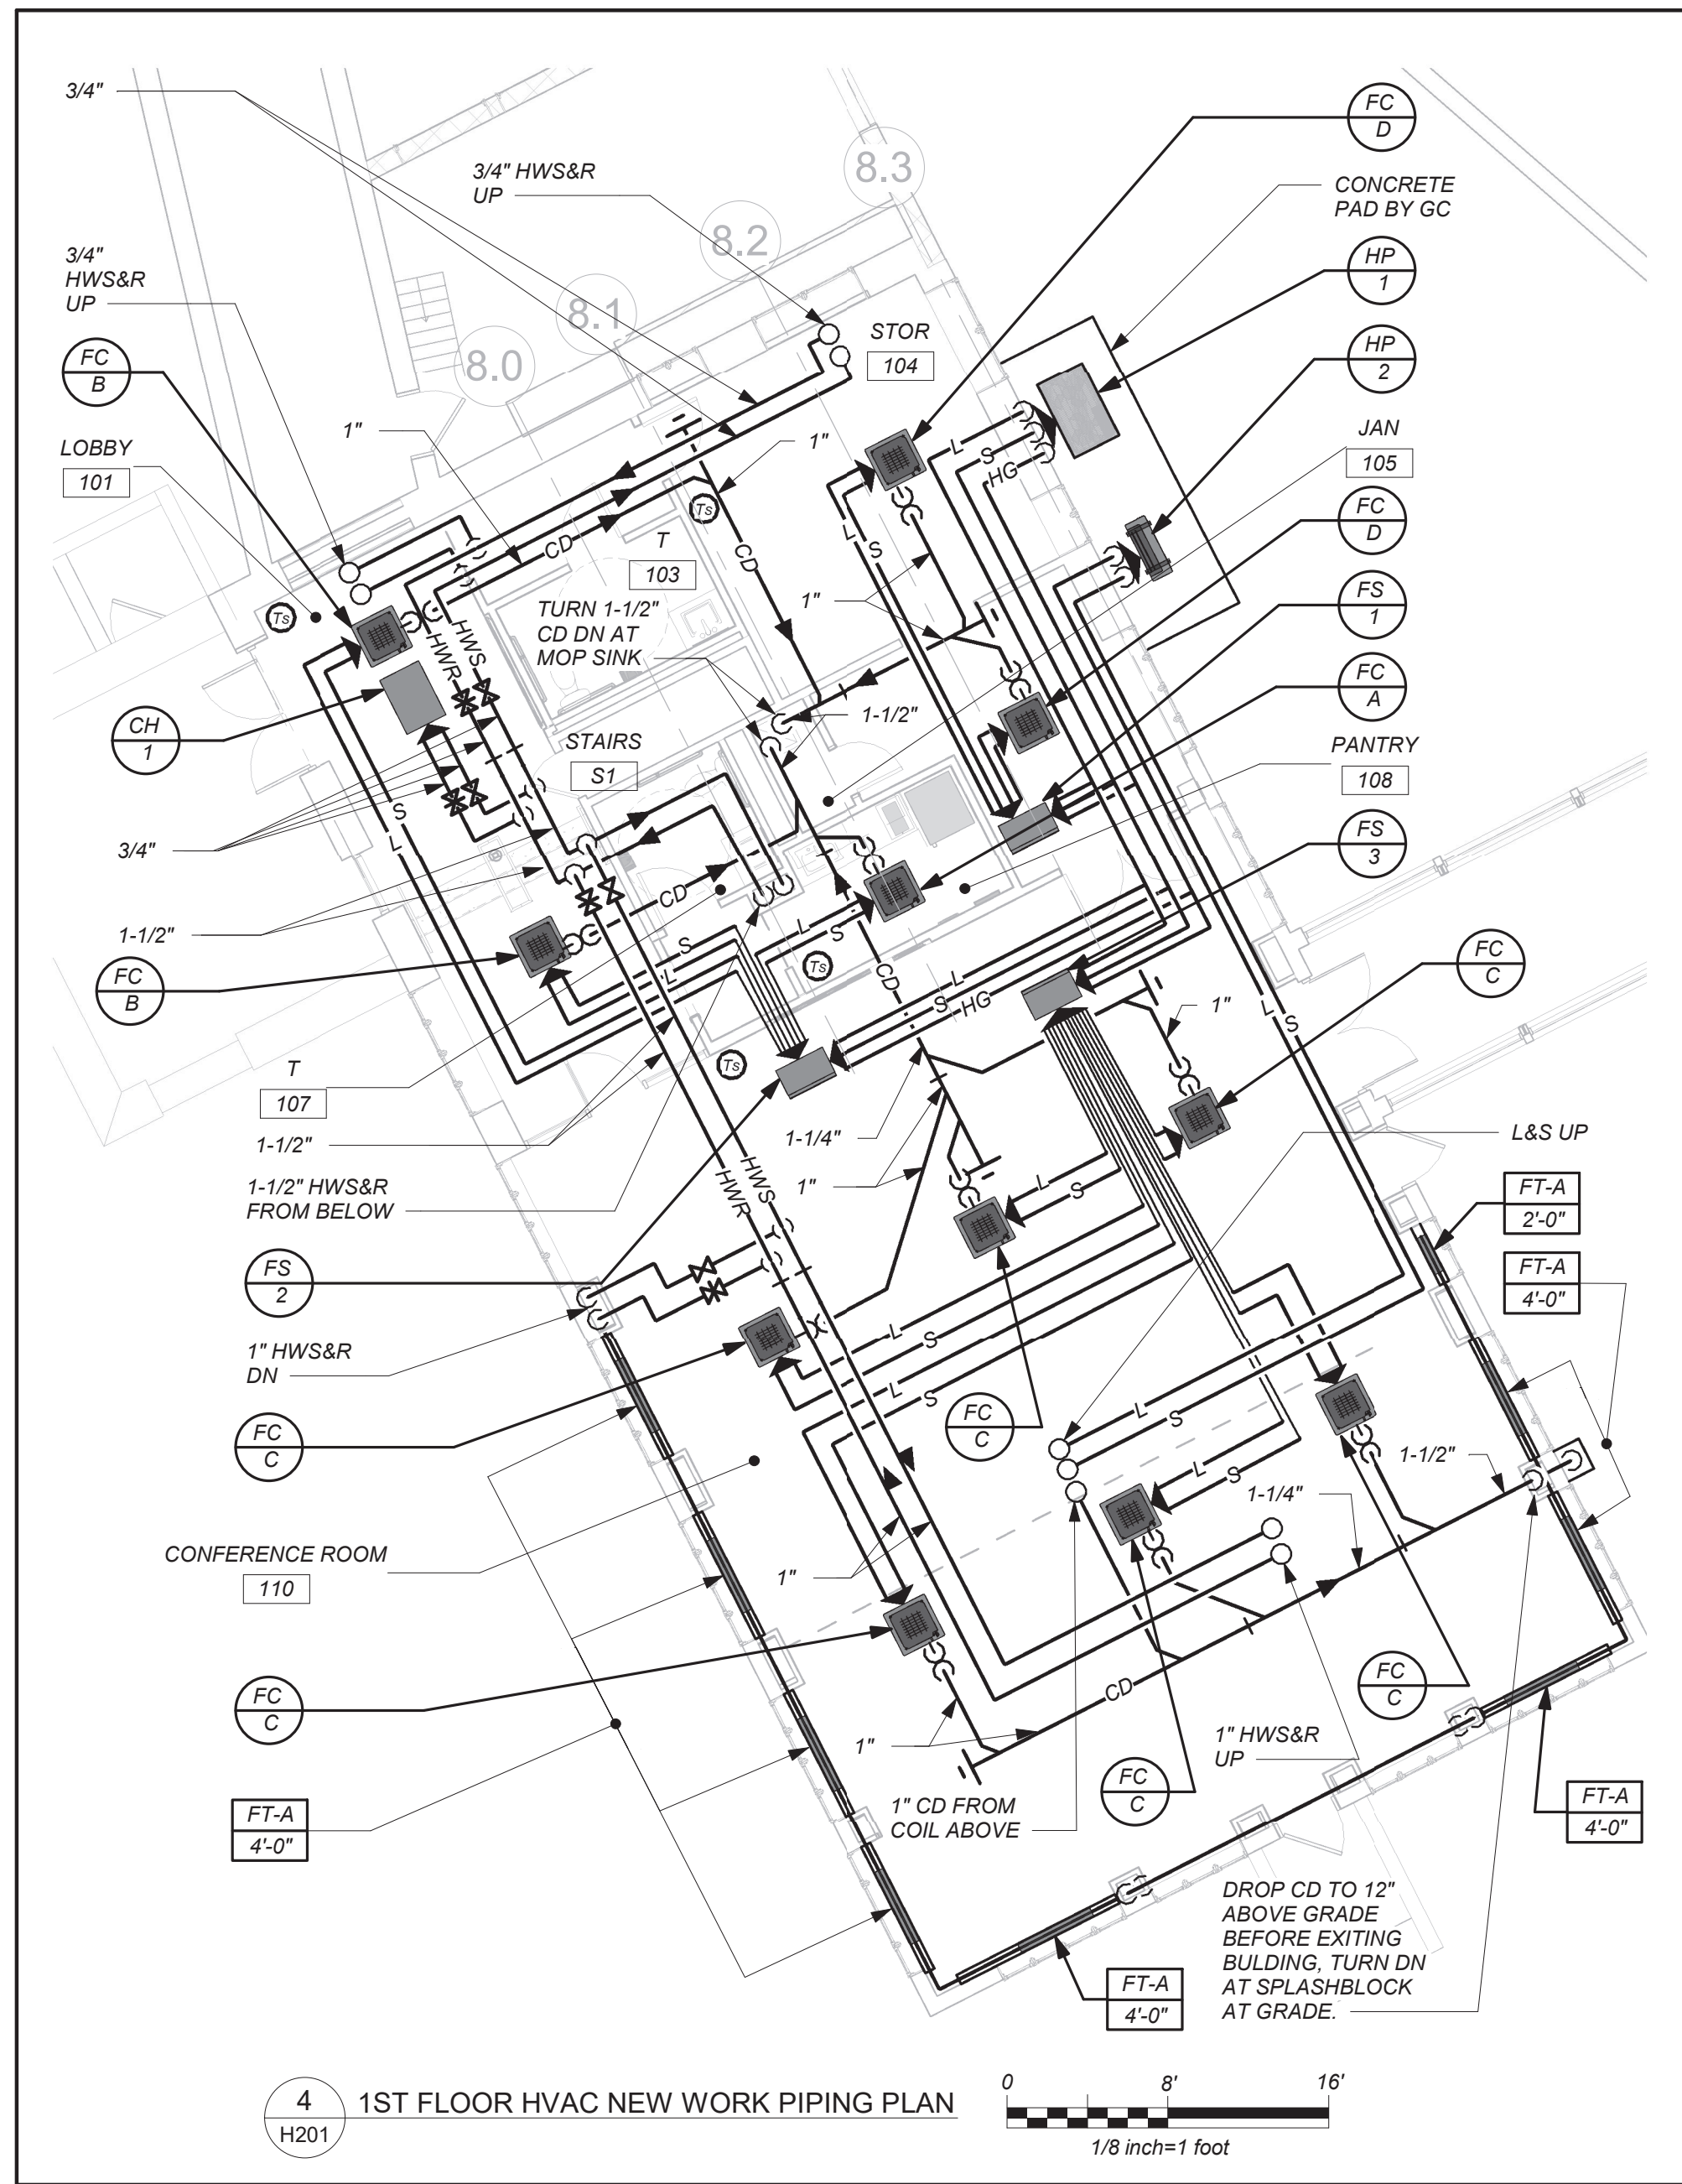 3/4"
FC
D
3/4" HWS&R
UP
8.3
CONCRETE
PAD BY GC
8.2
3/4"
HWS&R
UP
HP
1
8.1
STOR
104
8.0
FC
B
HP
2
1"
1"
LOBBY
101
L
S
HG
JAN
105
Ts
T
103
CD
CD
L
S
FC
D
TURN 1-1/2"
CD DN AT
MOP SINK
1"
FS
1
Ts
HWS
HWR
FC
A
1-1/2"
CH
1
STAIRS
S1
PANTRY
108
S
L
3/4"
FS
3
CD
1-1/2"
L
S
S
L
Ts
CD
FC
B
FC
C
L
S
HG
1"
L
S
Ts
T
107
1-1/2"
1-1/4"
L&S UP
1-1/2" HWS&R
FROM BELOW
HWS
HWR
1"
L
S
FT-A
2'-0"
FS
2
FT-A
4'-0"
1" HWS&R
DN
L
S
L
S
FC
C
FC
C
L
S
1-1/2"
L
S
1-1/4"
CONFERENCE ROOM
110
1"
FC
C
FC
C
CD
1"
1" HWS&R
UP
FC
C
1" CD FROM
COIL ABOVE
FT-A
4'-0"
FT-A
4'-0"
DROP CD TO 12"
ABOVE GRADE
BEFORE EXITING
BULDING, TURN DN
AT SPLASHBLOCK
AT GRADE.
FT-A
4'-0"
4
H201
1ST FLOOR HVAC NEW WORK PIPING PLAN
0 8' 16'
1/8 inch=1 foot